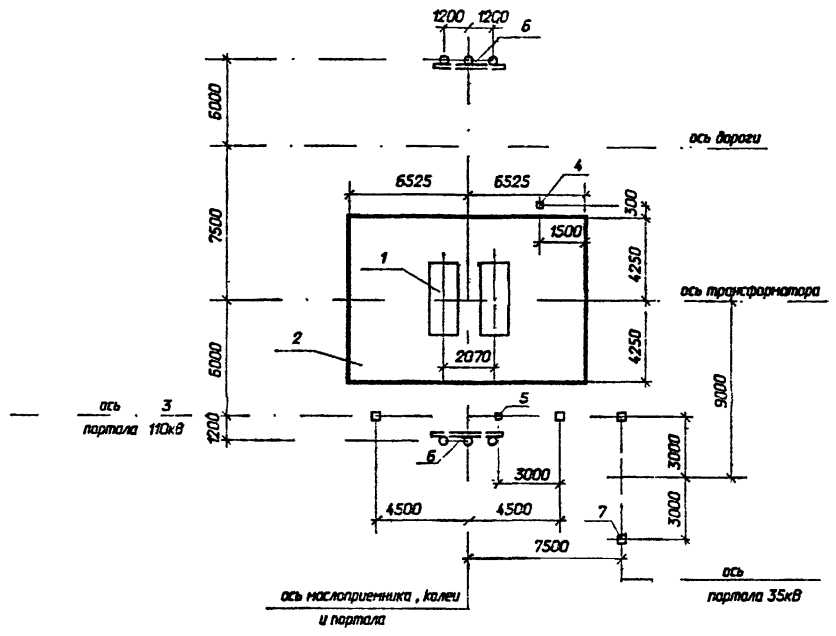 1200 1200 6
6000
ось дороги
6525 6525 4
300
7500
1500
1
4250
ось трансформатора
2
6000
2070
4250
9000
ось 3 5
портала 110кв
1200
6
3000
3000
4500 4500
7
3000
7500
ось
портала 35кВ
ось маслоприемника, колеи
и портала